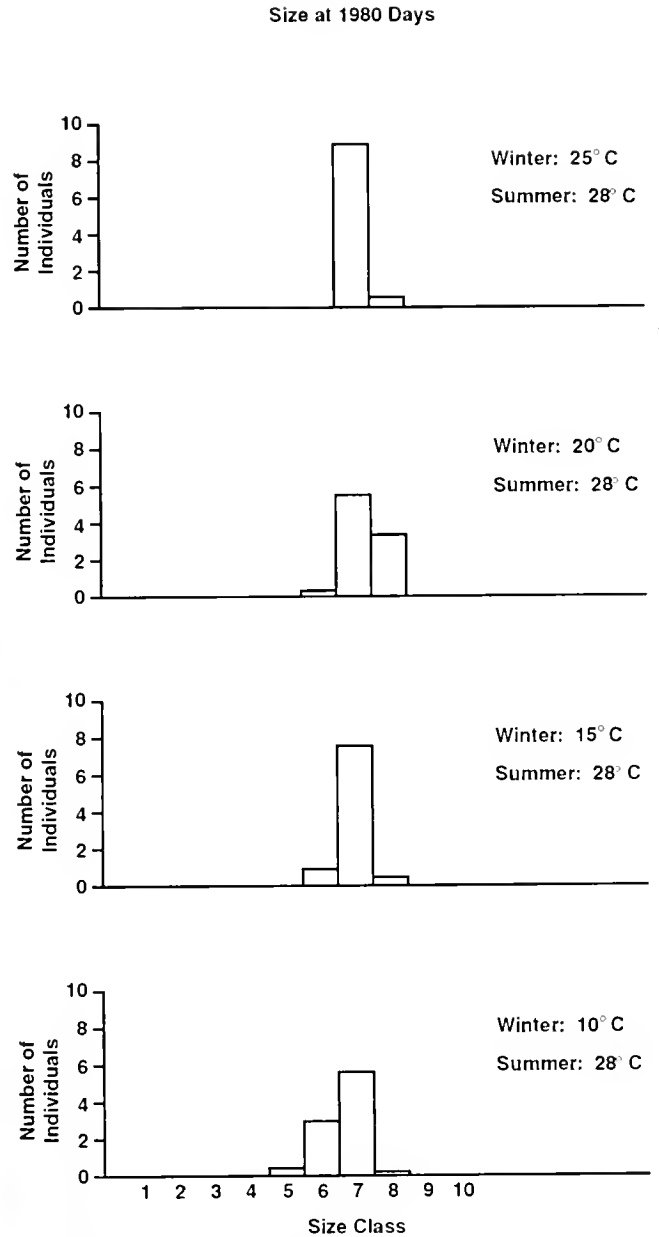 Size at 1980 Days
Number of
Individuals
10
8
6
4
2
0
Winter: 25° C
Summer: 28° C
Number of
Individuals
10
8
6
4
2
0
Winter: 20° C
Summer: 28° C
Number of
Individuals
10
8
6
4
2
0
Winter: 15° C
Summer: 28° C
Number of
Individuals
10
8
6
4
2
0
Winter: 10° C
Summer: 28° C
1 2 3 4 5 6 7 8 9 10
Size Class